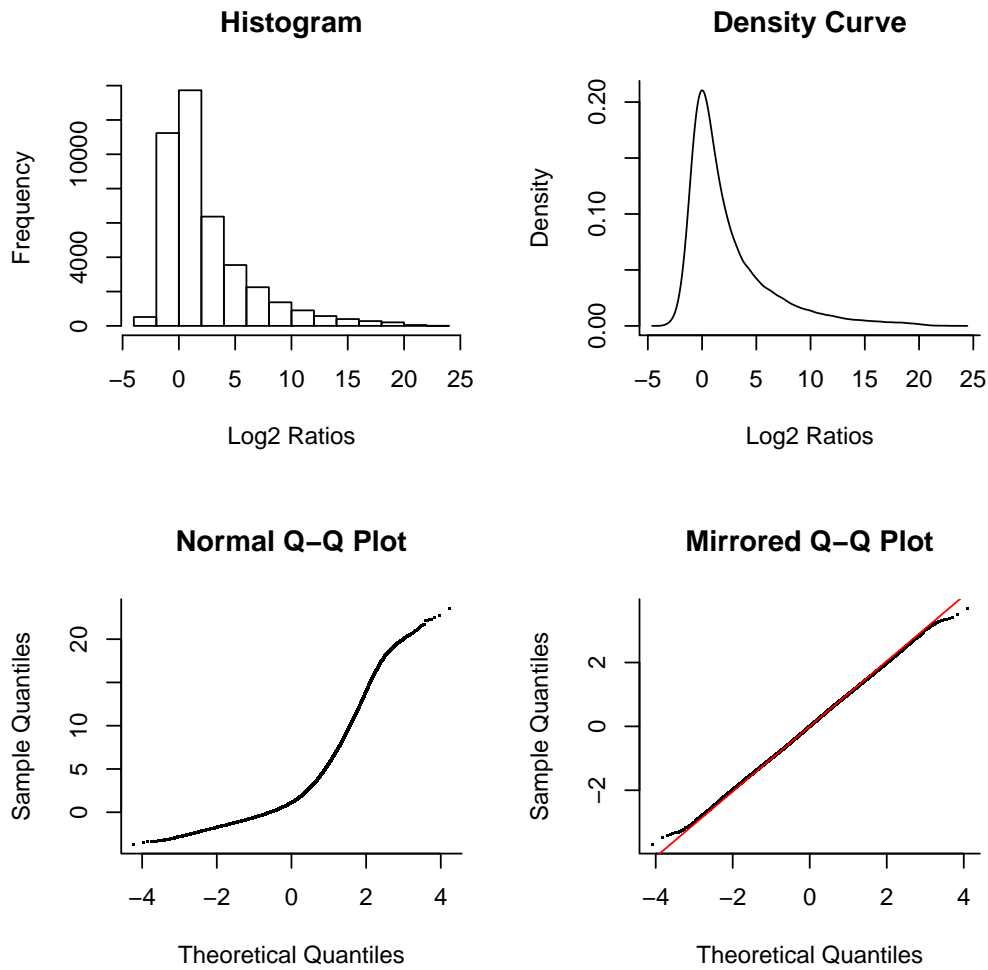 Histogram
Frequency
10000
4000
0
−5 0 5 10 15 20 25
Log2 Ratios
Density Curve
Density
0.20
0.10
0.00
−5 0 5 10 15 20 25
Log2 Ratios
Normal Q−Q Plot
Sample Quantiles
20
10
5
0
−4 −2 0 2 4
Theoretical Quantiles
Mirrored Q−Q Plot
Sample Quantiles
2
0
−2
−4 −2 0 2 4
Theoretical Quantiles